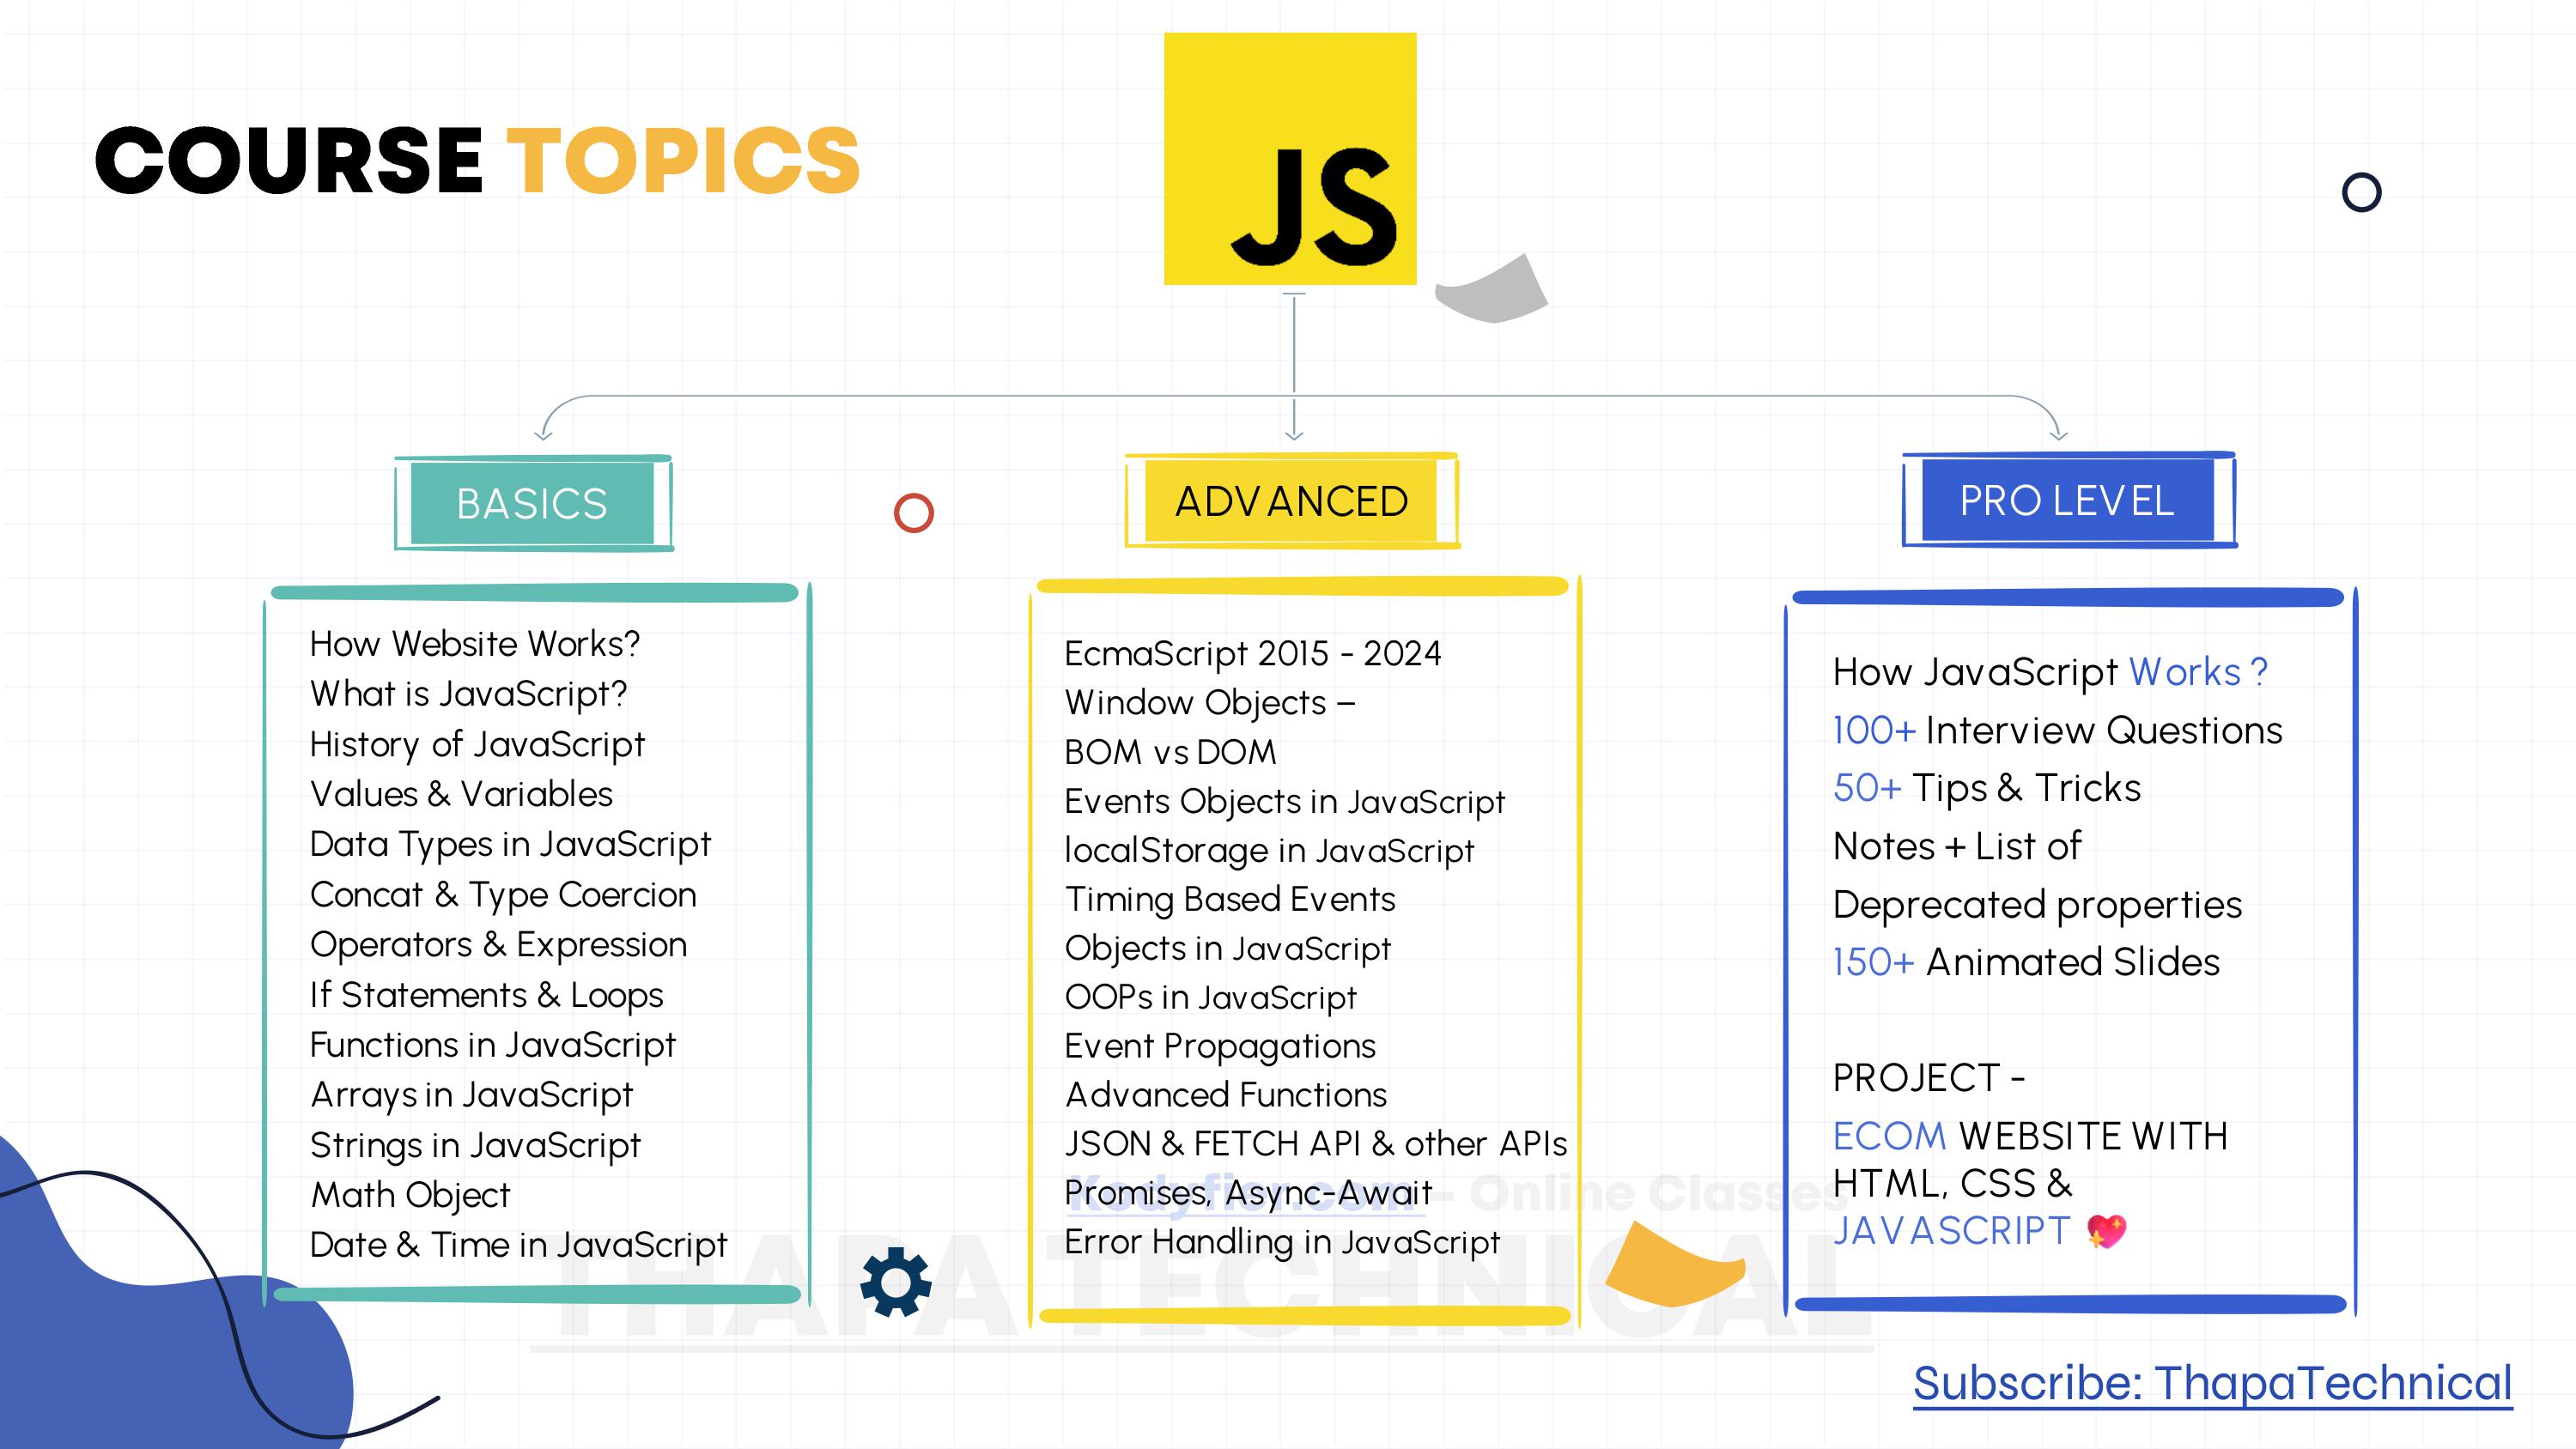 COURSE TOPICS
JS
BASICS
How Website Works?
What is JavaScript?
History of JavaScript
Values & Variables
Data Types in JavaScript
Concat & Type Coercion
Operators & Expression
If Statements & Loops
Functions in JavaScript
Arrays in JavaScript
Strings in JavaScript
Math Object
Date & Time in JavaScript
ADVANCED
EcmaScript 2015 - 2024
Window Objects –
BOM vs DOM
Events Objects in JavaScript
localStorage in JavaScript
Timing Based Events
Objects in JavaScript
OOPs in JavaScript
Event Propagations
Advanced Functions
JSON & FETCH API & other APIs
Promises, Async-Await
Error Handling in JavaScript
PRO LEVEL
How JavaScript Works ?
100+ Interview Questions
50+ Tips & Tricks
Notes + List of
Deprecated properties
150+ Animated Slides
PROJECT -
ECOM WEBSITE WITH
HTML, CSS &
JAVASCRIPT 💖
Kodyfier.com – Online Classes
THAPA TECHNICAL
Subscribe: ThapaTechnical